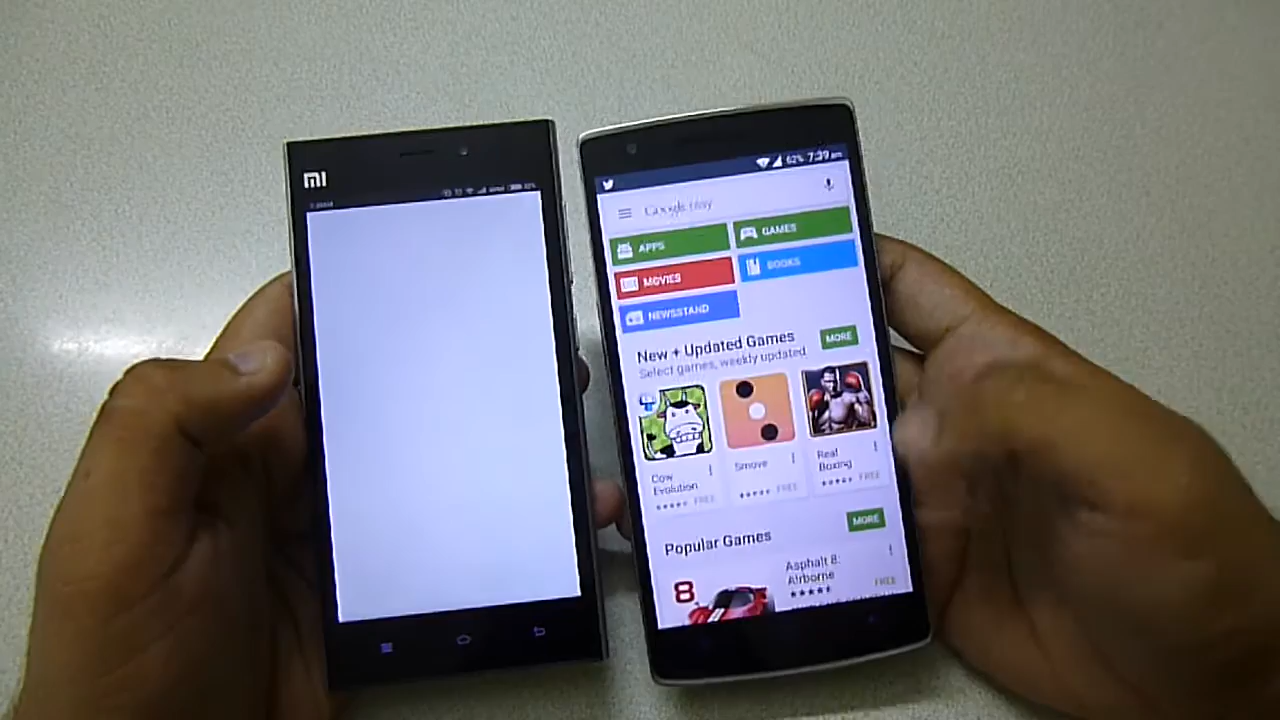 mi
62% 7:39 am
Google play
APPS
GAMES
MOVIES
BOOKS
NEWSSTAND
New + Updated Games
MORE
Select games, weekly updated
Cow
Evolution
FREE
Smove
FREE
Real
Boxing
FREE
Popular Games
MORE
8
Asphalt 8:
Airborne
FREE